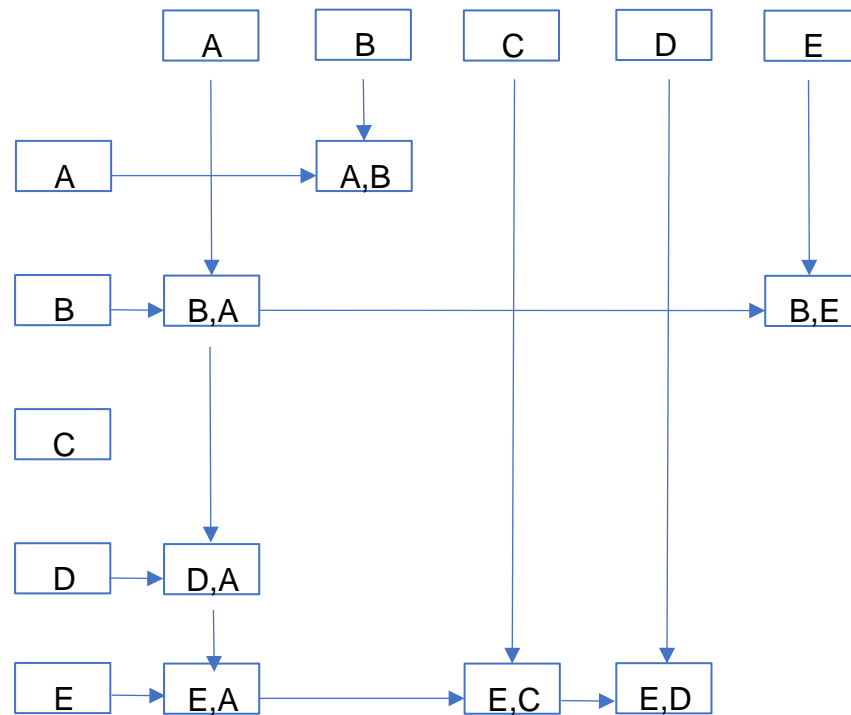 A B C D E
A A,B
B B,A B,E
C
D D,A
E E,A E,C E,D